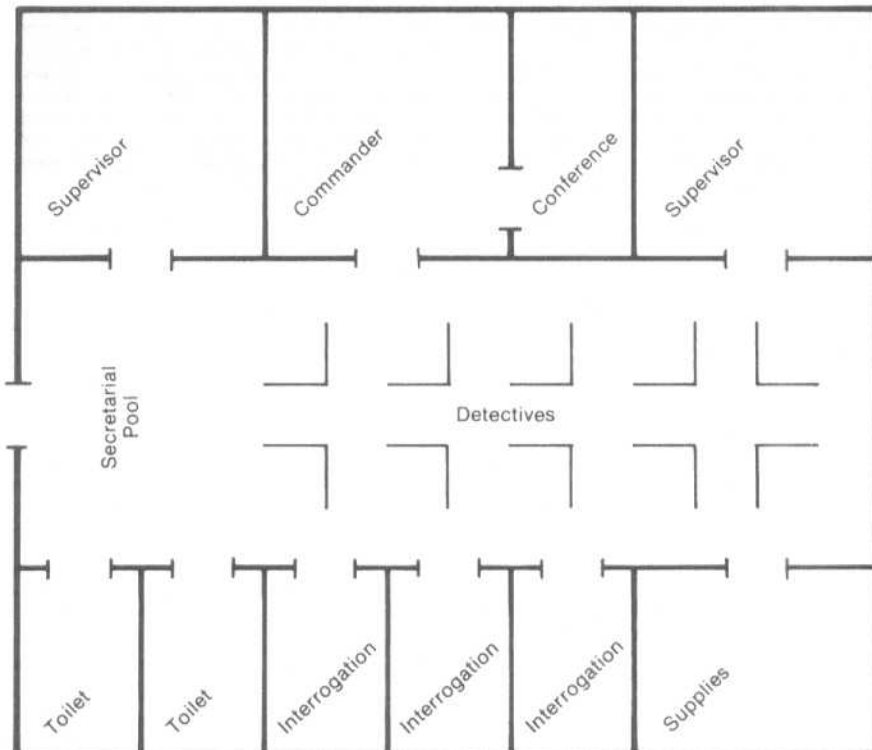 Supervisor
Commander
Conference
Supervisor
Secretarial
Pool
Detectives
Toilet
Toilet
Interrogation
Interrogation
Interrogation
Supplies